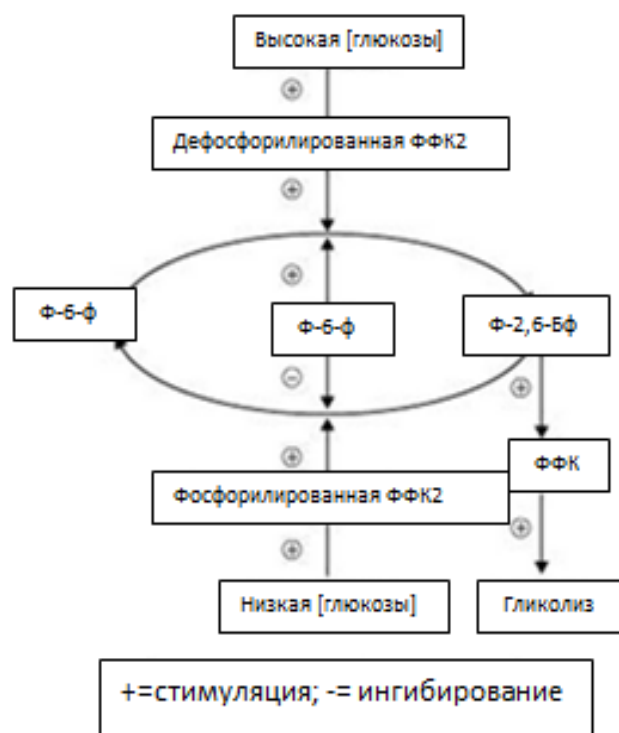 Высокая [глюкозы]
+
Дефосфорилированная ФФК2
+
Ф-6-ф
+
Ф-6-ф
-
Ф-2,6-Бф
+
ФФК
+
Фосфорилированная ФФК2
+
+
Низкая [глюкозы]
Гликолиз
+=стимуляция; -= ингибирование